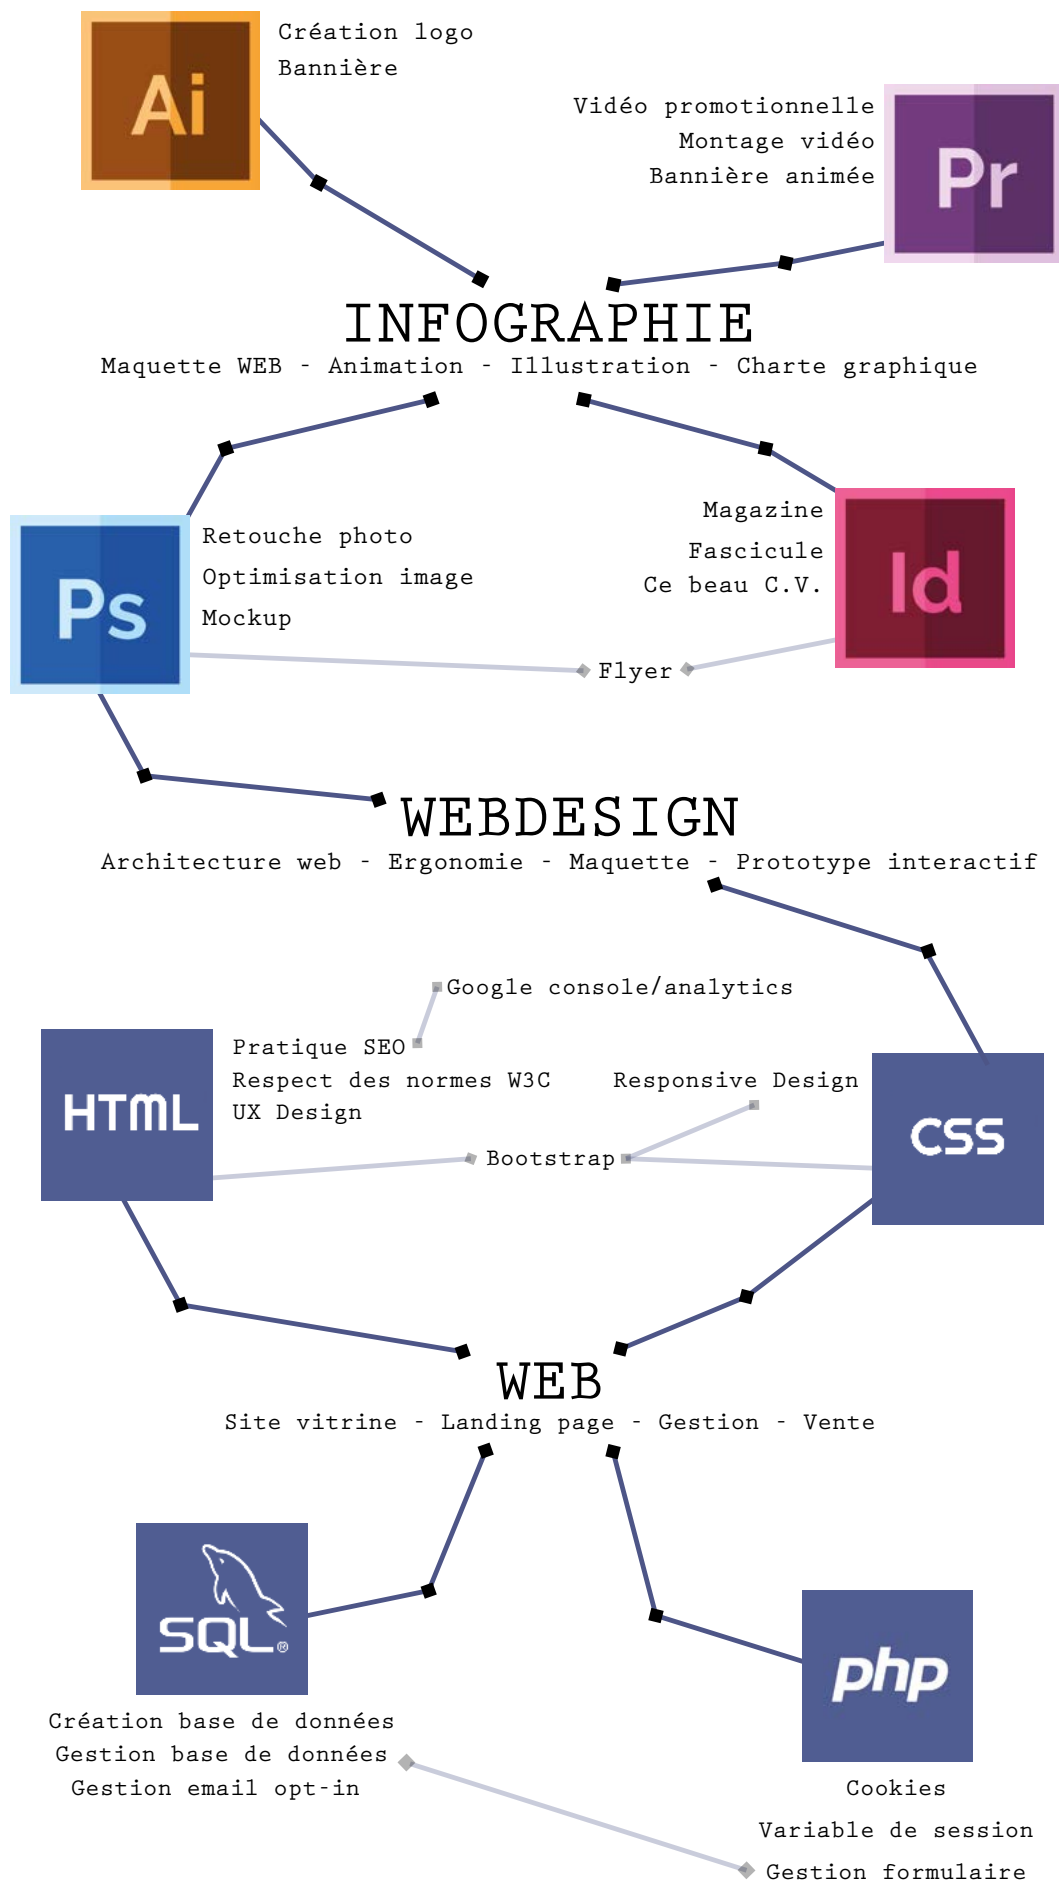 Ai
Création logo
Bannière
Vidéo promotionnelle
Montage vidéo
Bannière animée
Pr
INFOGRAPHIE
Maquette WEB - Animation - Illustration - Charte graphique
Ps
Retouche photo
Optimisation image
Mockup
Magazine
Fascicule
Ce beau C.V.
Id
Flyer
WEBDESIGN
Architecture web - Ergonomie - Maquette - Prototype interactif
Google console/analytics
HTML
Pratique SEO
Respect des normes W3C
UX Design
Responsive Design
CSS
Bootstrap
WEB
Site vitrine - Landing page - Gestion - Vente
SQL®
Création base de données
Gestion base de données
Gestion email opt-in
php
Cookies
Variable de session
Gestion formulaire